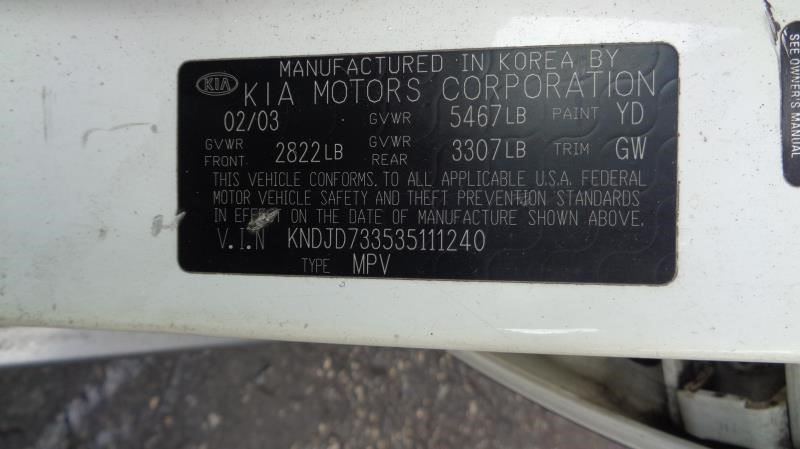 MANUFACTURED IN KOREA BY
KIA KIA MOTORS CORPORATION
02/03 GVWR 5467LB PAINT YD
GVWR FRONT 2822LB GVWR REAR 3307LB TRIM GW
THIS VEHICLE CONFORMS. TO ALL APPLICABLE U.S.A. FEDERAL
MOTOR VEHICLE SAFETY AND THEFT PREVENTION STANDARDS
IN EFFECT ON THE DATE OF MANUFACTURE SHOWN ABOVE.
V.I.N KNDJD733535111240
TYPE MPV
SEE OWNER'S MANUAL